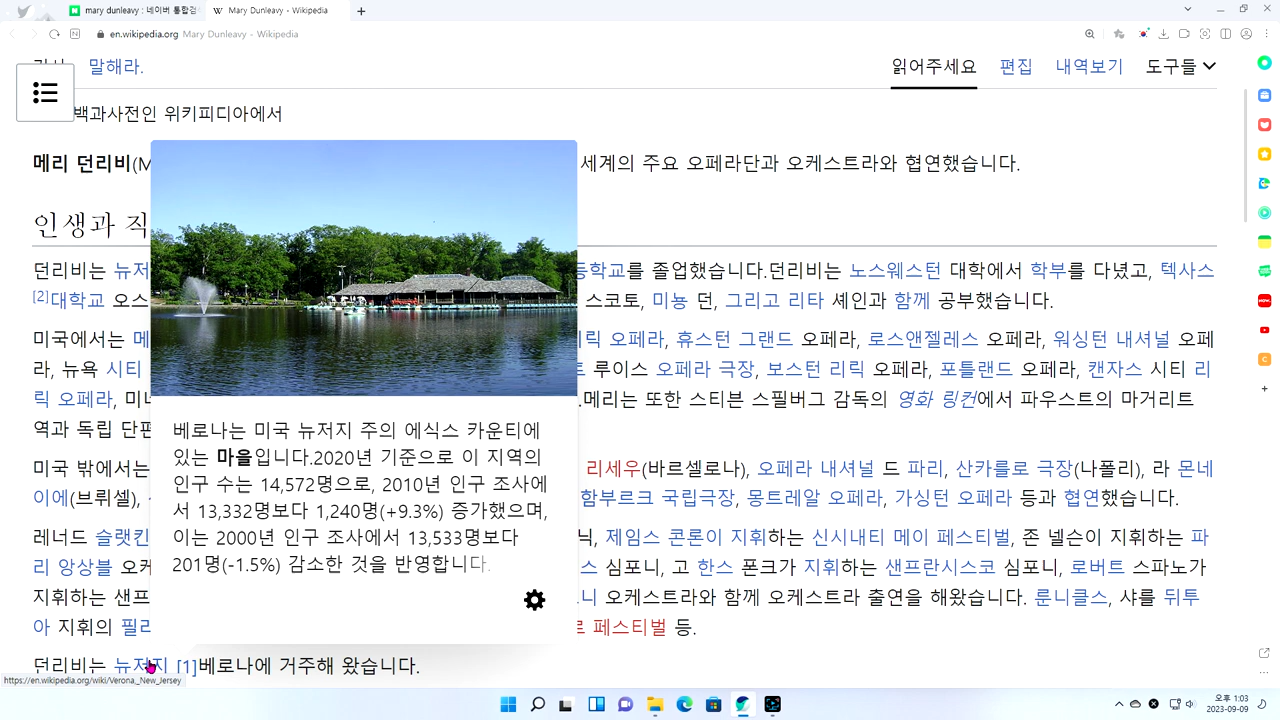 mary dunleavy : 네이버 통합검
Mary Dunleavy - Wikipedia
en.wikipedia.org Mary Dunleavy - Wikipedia
말해라.
읽어주세요 편집 내역보기 도구들
백과사전인 위키피디아에서
메리 던리비(M 세계의 주요 오페라단과 오케스트라와 협연했습니다.
인생과 직
던리비는 뉴저 등학교를 졸업했습니다.던리비는 노스웨스턴 대학에서 학부를 다녔고, 텍사스
[2]대학교 오스 스코토, 미뇽 던, 그리고 리타 셰인과 함께 공부했습니다.
미국에서는 메 릭 오페라, 휴스턴 그랜드 오페라, 로스앤젤레스 오페라, 워싱턴 내셔널 오페
라, 뉴욕 시티 루이스 오페라 극장, 보스턴 리릭 오페라, 포틀랜드 오페라, 캔자스 시티 리
릭 오페라, 미 .메리는 또한 스티븐 스필버그 감독의 영화 링컨에서 파우스트의 마거리트
역과 독립 단편
미국 밖에서는 리세우(바르셀로나), 오페라 내셔널 드 파리, 산카를로 극장(나폴리), 라 몬네
이에(브뤼셀), 함부르크 국립극장, 몽트레알 오페라, 가싱턴 오페라 등과 협연했습니다.
레너드 슬랫킨 닉, 제임스 콘론이 지휘하는 신시내티 메이 페스티벌, 존 넬슨이 지휘하는 파
리 앙상블 오케 스 심포니, 고 한스 폰크가 지휘하는 샌프란시스코 심포니, 로버트 스파노가
지휘하는 샌프 니 오케스트라와 함께 오케스트라 출연을 해왔습니다. 룬니클스, 샤를 뒤투
아 지휘의 필리 르 페스티벌 등.
던리비는 뉴저지 [1]베로나에 거주해 왔습니다.
베로나는 미국 뉴저지 주의 에식스 카운티에
있는 마을입니다.2020년 기준으로 이 지역의
인구 수는 14,572명으로, 2010년 인구 조사에
서 13,332명보다 1,240명(+9.3%) 증가했으며,
이는 2000년 인구 조사에서 13,533명보다
201명(-1.5%) 감소한 것을 반영합니다.
https://en.wikipedia.org/wiki/Verona,_New_Jersey
오후 1:03
2023-09-09